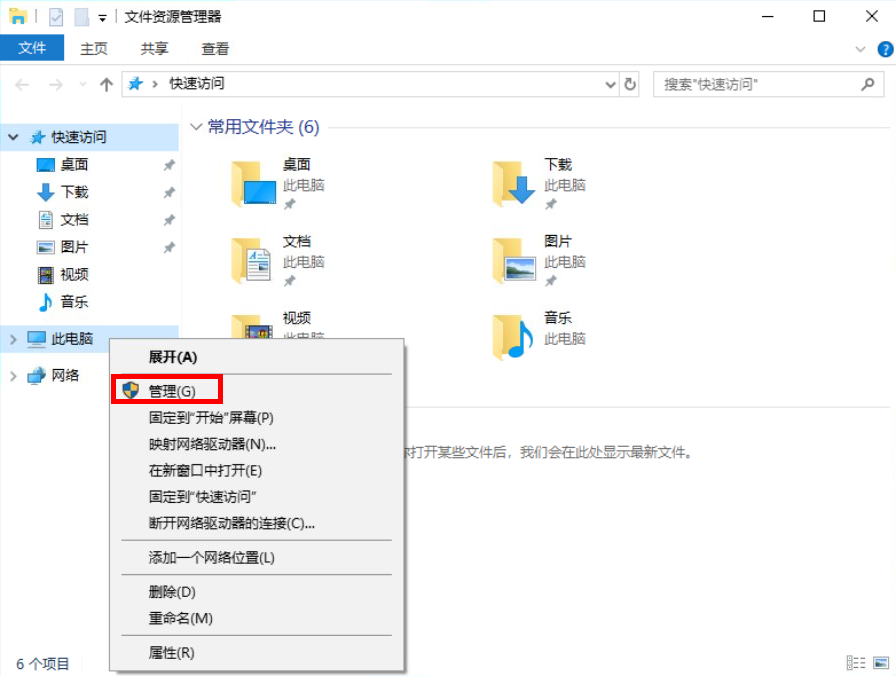 文件资源管理器
文件 主页 共享 查看
快速访问
搜索"快速访问"
快速访问
桌面
下载
文档
图片
视频
音乐
此电脑
网络
常用文件夹 (6)
桌面
此电脑
下载
此电脑
文档
此电脑
图片
此电脑
视频
此电脑
音乐
此电脑
打开某些文件后，我们会在此处显示最新文件。
展开(A)
管理(G)
固定到"开始"屏幕(P)
映射网络驱动器(N)...
在新窗口中打开(E)
固定到"快速访问"
断开网络驱动器的连接(C)...
添加一个网络位置(L)
删除(D)
重命名(M)
属性(R)
6 个项目